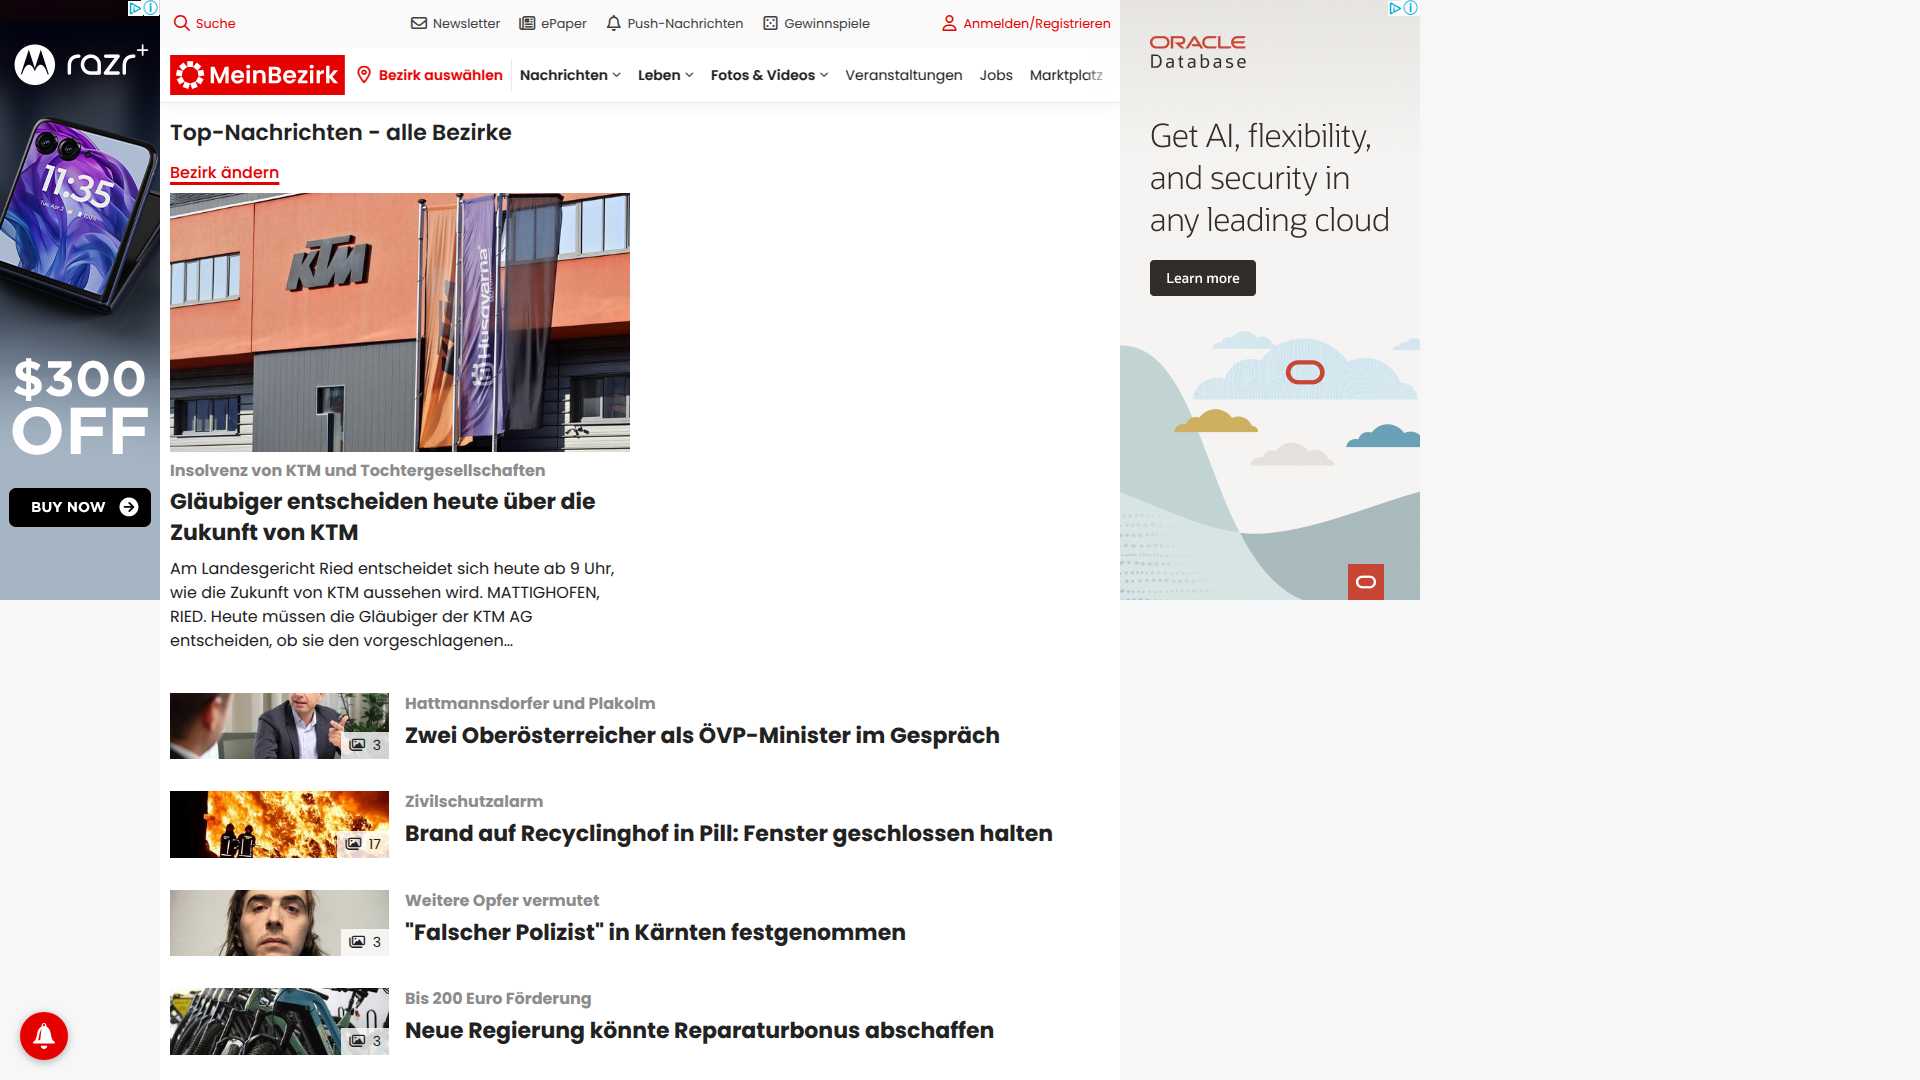 razr+
11:35
$300
OFF
BUY NOW
Suche
Newsletter
ePaper
Push-Nachrichten
Gewinnspiele
Anmelden/Registrieren
MeinBezirk
Bezirk auswählen
Nachrichten
Leben
Fotos & Videos
Veranstaltungen
Jobs
Marktplatz
Top-Nachrichten - alle Bezirke
Bezirk ändern
KTM
Husqvarna
Insolvenz von KTM und Tochtergesellschaften
Gläubiger entscheiden heute über die
Zukunft von KTM
Am Landesgericht Ried entscheidet sich heute ab 9 Uhr,
wie die Zukunft von KTM aussehen wird. MATTIGHOFEN,
RIED. Heute müssen die Gläubiger der KTM AG
entscheiden, ob sie den vorgeschlagenen...
3
Hattmannsdorfer und Plakolm
Zwei Oberösterreicher als ÖVP-Minister im Gespräch
17
Zivilschutzalarm
Brand auf Recyclinghof in Pill: Fenster geschlossen halten
3
Weitere Opfer vermutet
"Falscher Polizist" in Kärnten festgenommen
3
Bis 200 Euro Förderung
Neue Regierung könnte Reparaturbonus abschaffen
ORACLE
Database
Get AI, flexibility,
and security in
any leading cloud
Learn more